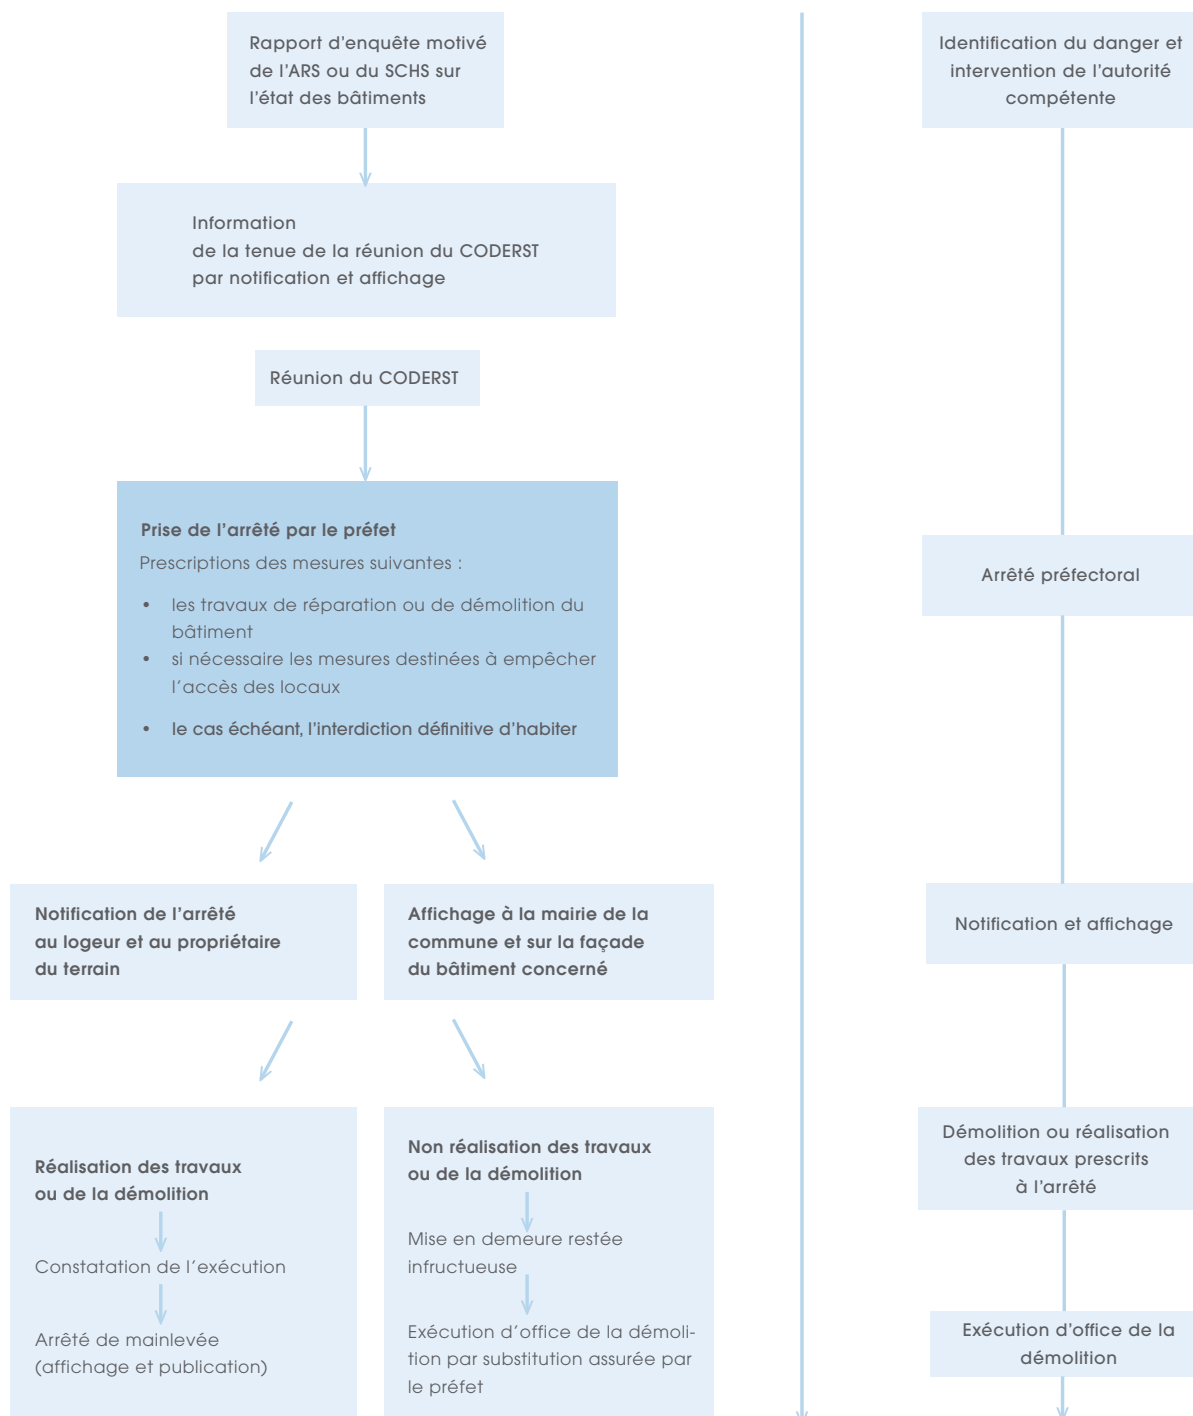 Rapport d'enquête motivé
de l'ARS ou du SCHS sur
l'état des bâtiments
Information
de la tenue de la réunion du CODERST
par notification et affichage
Réunion du CODERST
Prise de l'arrêté par le préfet
Prescriptions des mesures suivantes :
• les travaux de réparation ou de démolition du
bâtiment
• si nécessaire les mesures destinées à empêcher
l'accès des locaux
• le cas échéant, l'interdiction définitive d'habiter
Notification de l'arrêté
au logeur et au propriétaire
du terrain
Affichage à la mairie de la
commune et sur la façade
du bâtiment concerné
Réalisation des travaux
ou de la démolition
Constatation de l'exécution
Arrêté de mainlevée
(affichage et publication)
Non réalisation des travaux
ou de la démolition
Mise en demeure restée
infructueuse
Exécution d'office de la démoli-
tion par substitution assurée par
le préfet
Identification du danger et
intervention de l'autorité
compétente
Arrêté préfectoral
Notification et affichage
Démolition ou réalisation
des travaux prescrits
à l'arrêté
Exécution d'office de la
démolition